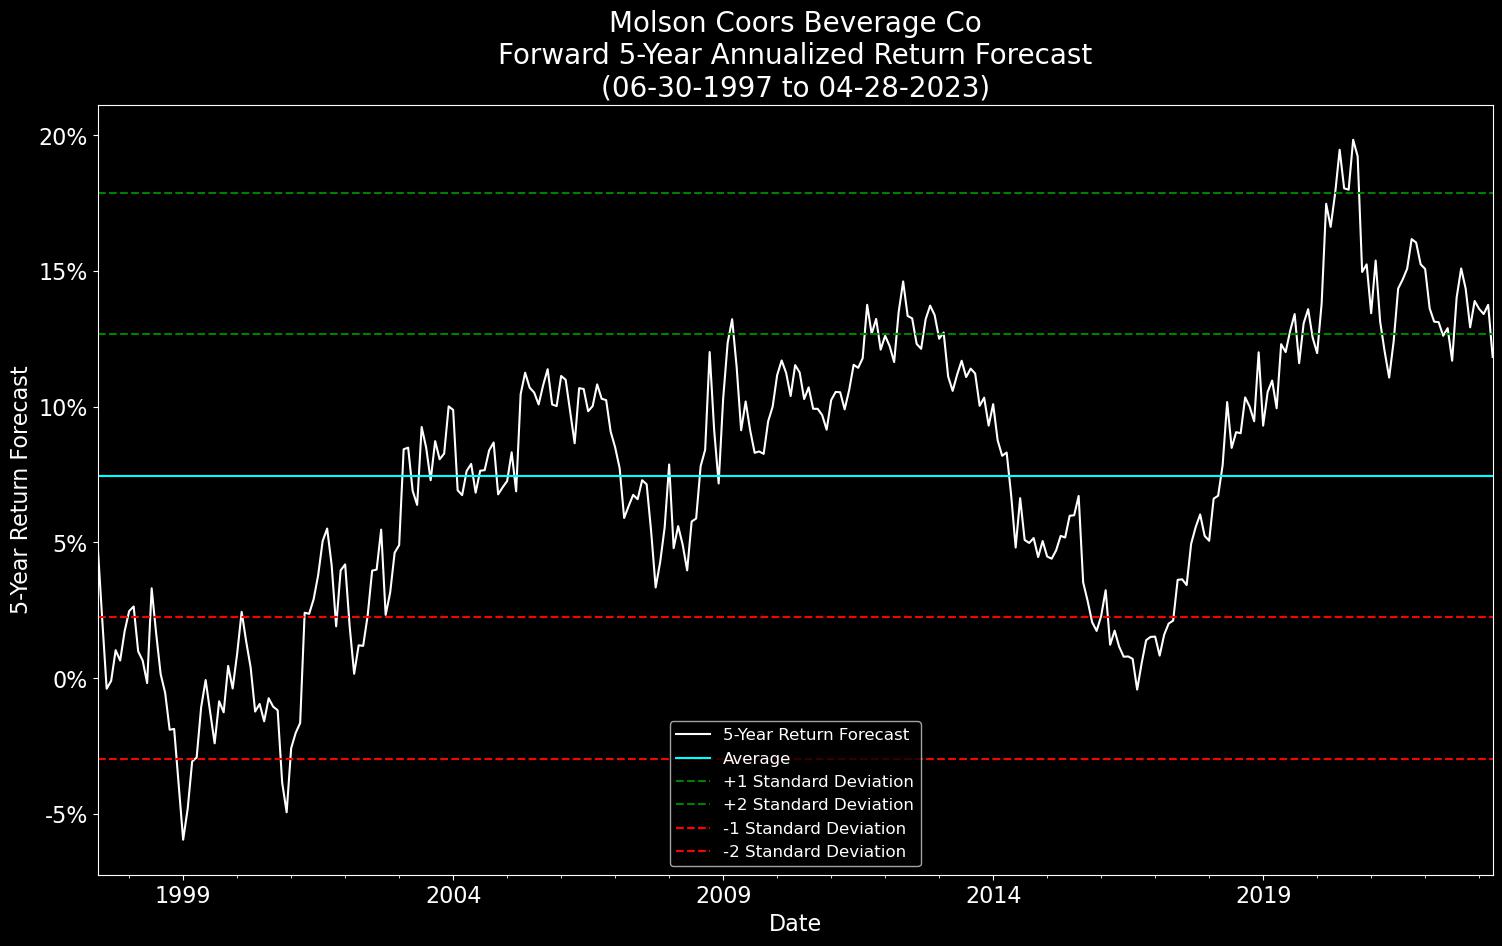 Molson Coors Beverage Co
Forward 5-Year Annualized Return Forecast
(06-30-1997 to 04-28-2023)
5-Year Return Forecast
20%
15%
10%
5%
0%
-5%
5-Year Return Forecast
Average
+1 Standard Deviation
+2 Standard Deviation
-1 Standard Deviation
-2 Standard Deviation
1999 2004 2009 2014 2019
Date